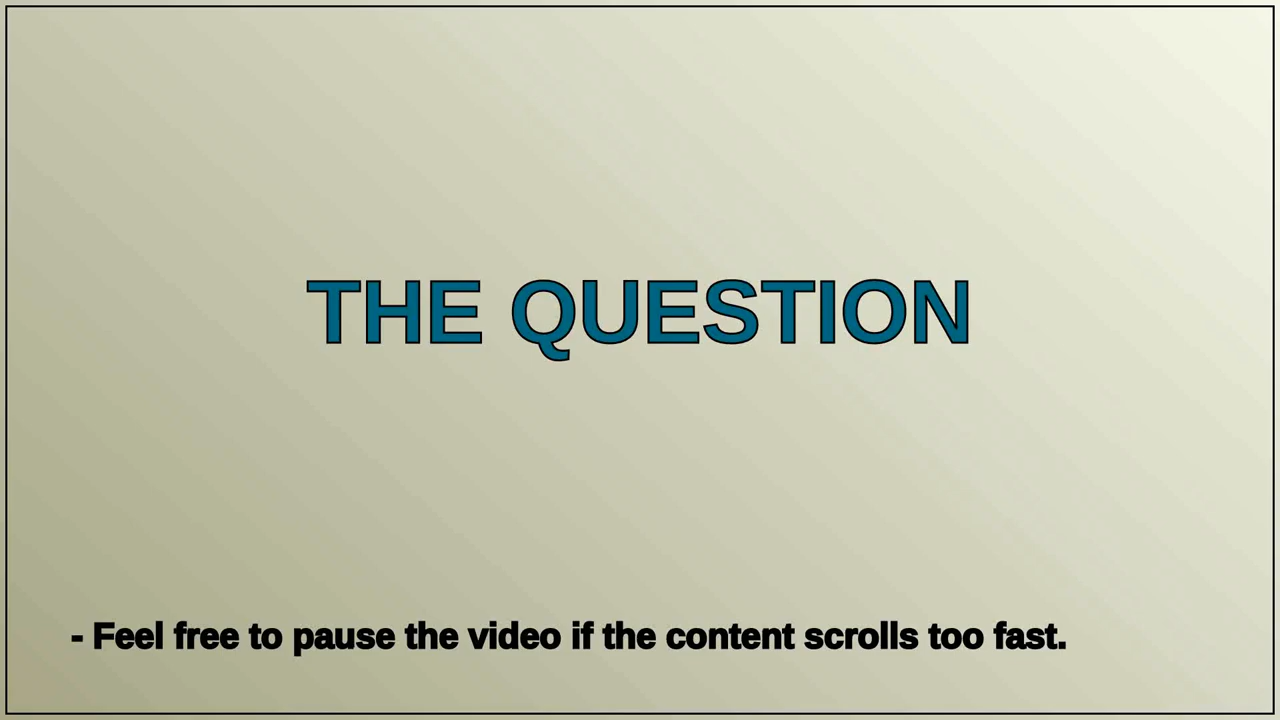 THE QUESTION
- Feel free to pause the video if the content scrolls too fast.